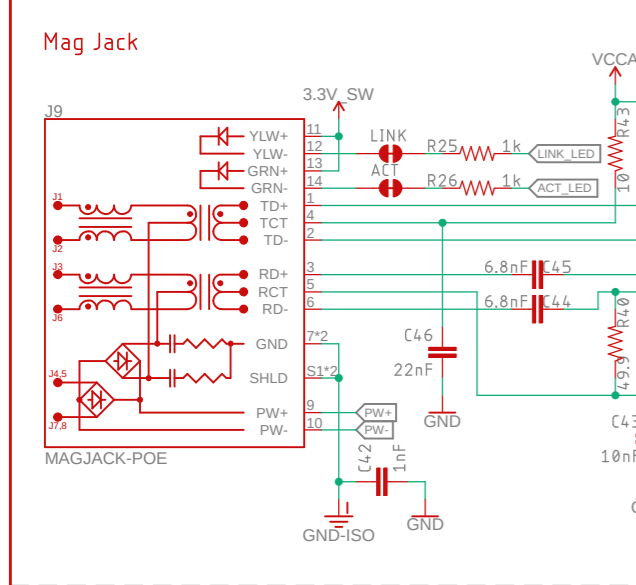 Mag Jack
VCCA
3.3V_SW
J9
R43
10
YLW+ 11
YLW- 12
GRN+ 13
GRN- 14
LINK
R25 1k LINK_LED
ACT
R26 1k ACT_LED
J1
TD+ 1
TCT 4
J2
TD- 2
J3
RD+ 3
RCT 5
J6
RD- 6
6.8nF C45
6.8nF C44
R40
49.9
GND 7*2
SHLD S1*2
C46
22nF
GND
J4,5
J7,8
PW+ 9 PW+
PW- 10 PW-
MAGJACK-POE
C42
1nF
C43
10nF
GND-ISO
GND